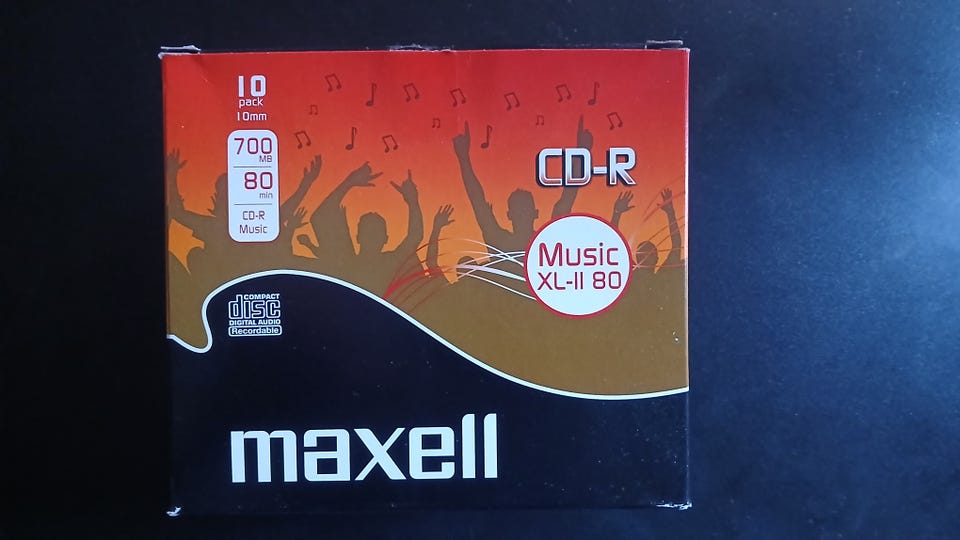 10
pack
10mm
700
MB
80
min
CD-R
Music
CD-R
Music
XL-II 80
COMPACT
disc
DIGITAL AUDIO
Recordable
maxell